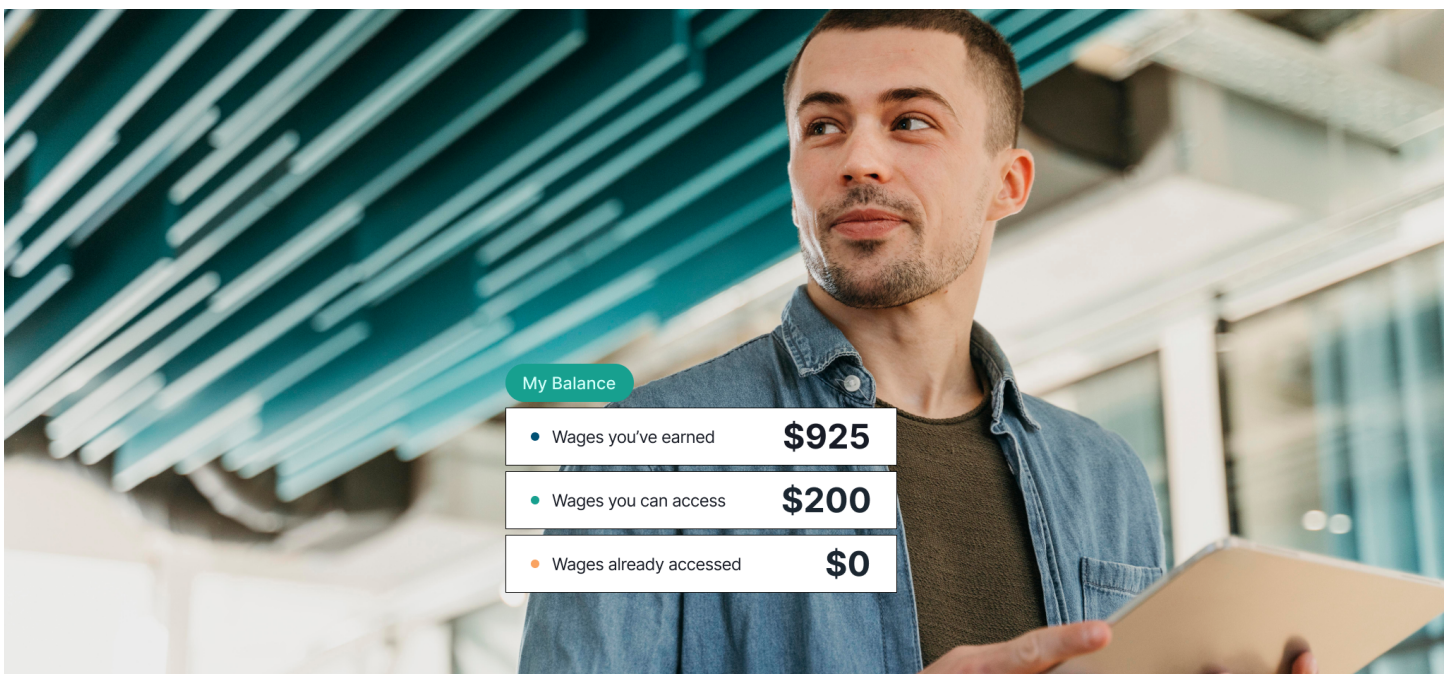 My Balance
Wages you’ve earned $925
Wages you can access $200
Wages already accessed $0